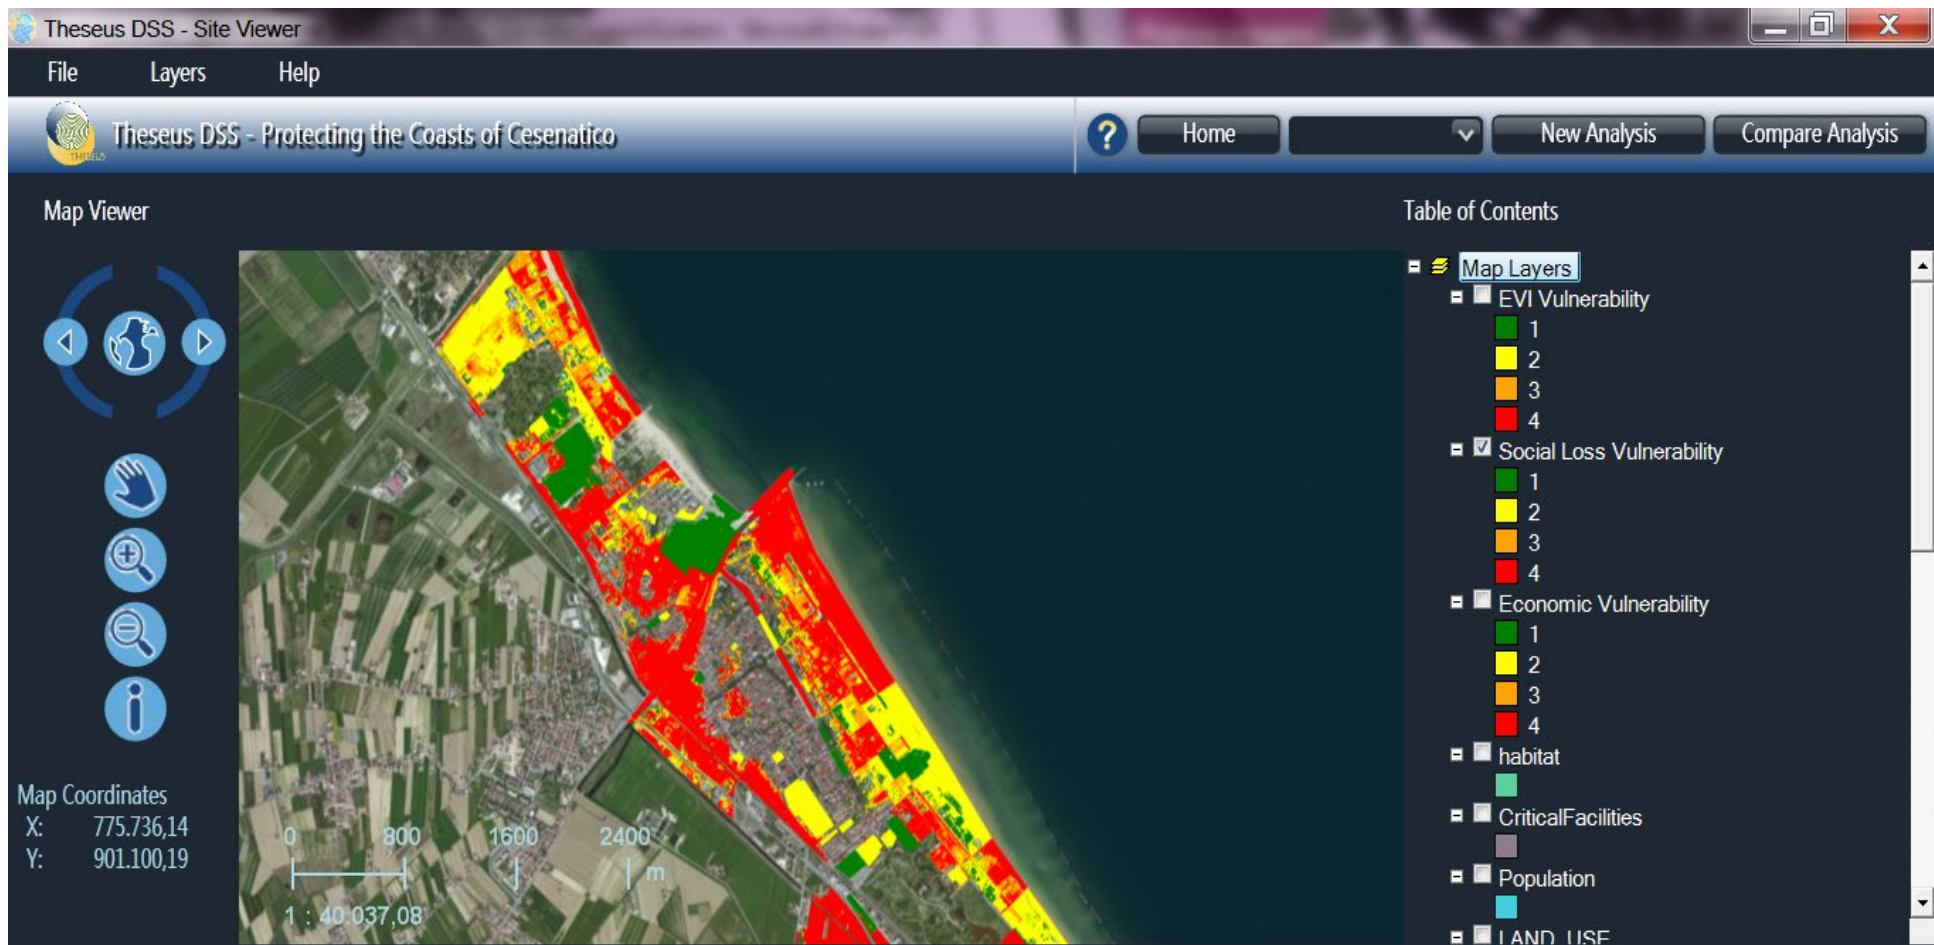 Theseus DSS - Site Viewer
File Layers Help
THESEUS
Theseus DSS - Protecting the Coasts of Cesenatico
? Home New Analysis Compare Analysis
Map Viewer
Table of Contents
Map Layers
EVI Vulnerability
1
2
3
4
Social Loss Vulnerability
1
2
3
4
Economic Vulnerability
1
2
3
4
habitat
CriticalFacilities
Population
LAND_USE
Map Coordinates
X: 775.736,14
Y: 901.100,19
0 800 1600 2400
m
1 : 40.037,08